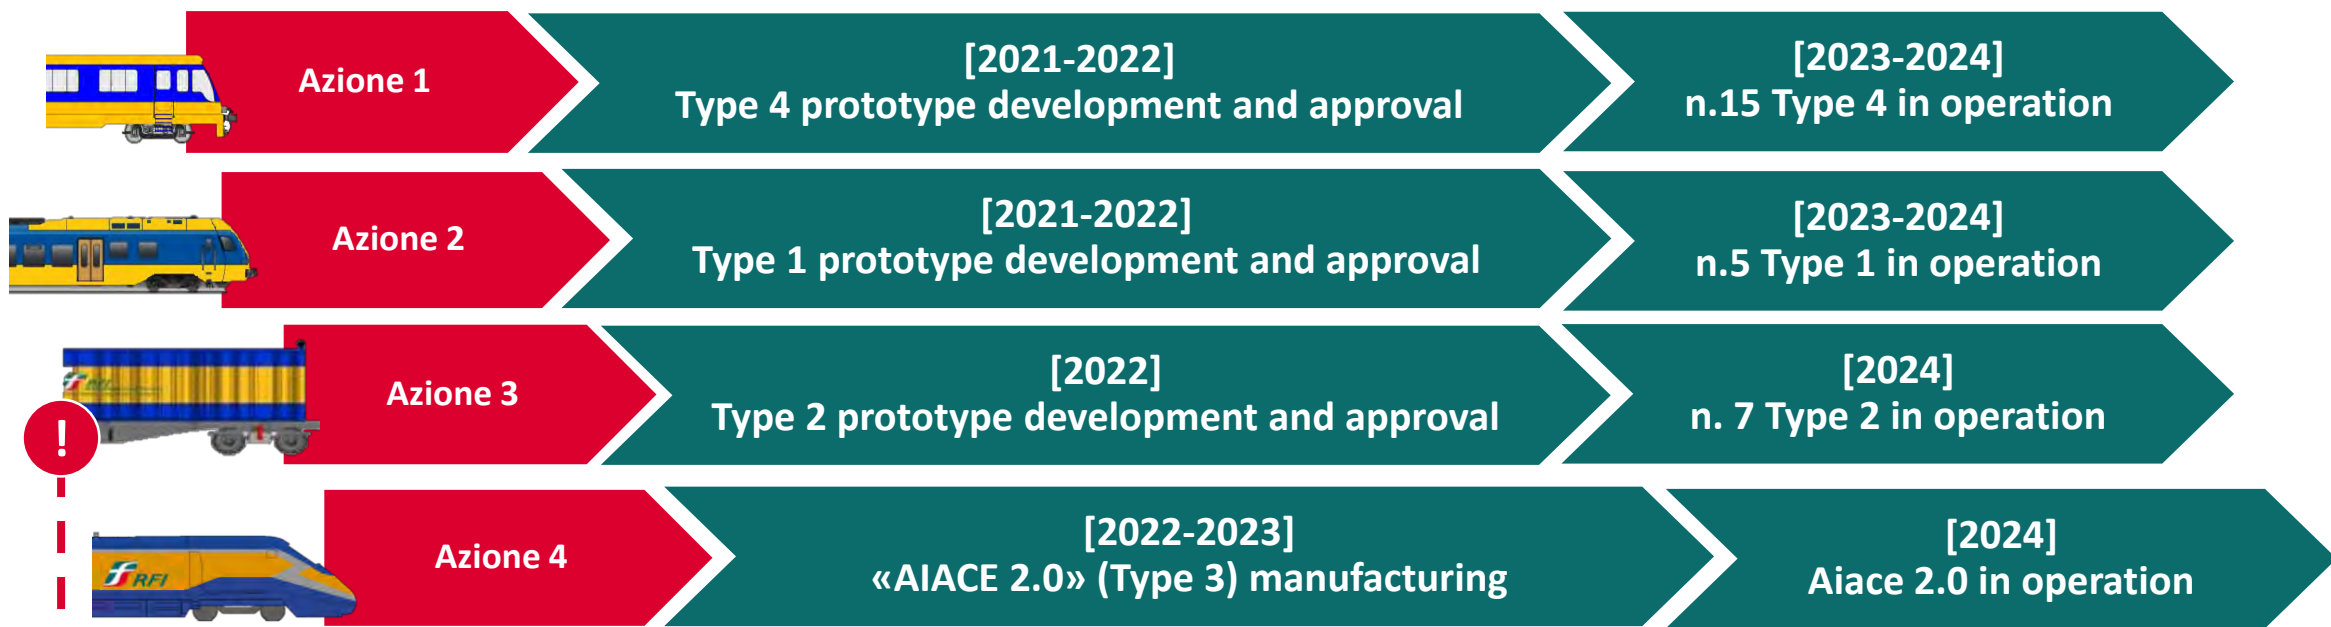 Azione 1
[2021-2022]
Type 4 prototype development and approval
[2023-2024]
n.15 Type 4 in operation
Azione 2
[2021-2022]
Type 1 prototype development and approval
[2023-2024]
n.5 Type 1 in operation
RFI
Azione 3
[2022]
Type 2 prototype development and approval
[2024]
n. 7 Type 2 in operation
!
RFI
Azione 4
[2022-2023]
«AIACE 2.0» (Type 3) manufacturing
[2024]
Aiace 2.0 in operation